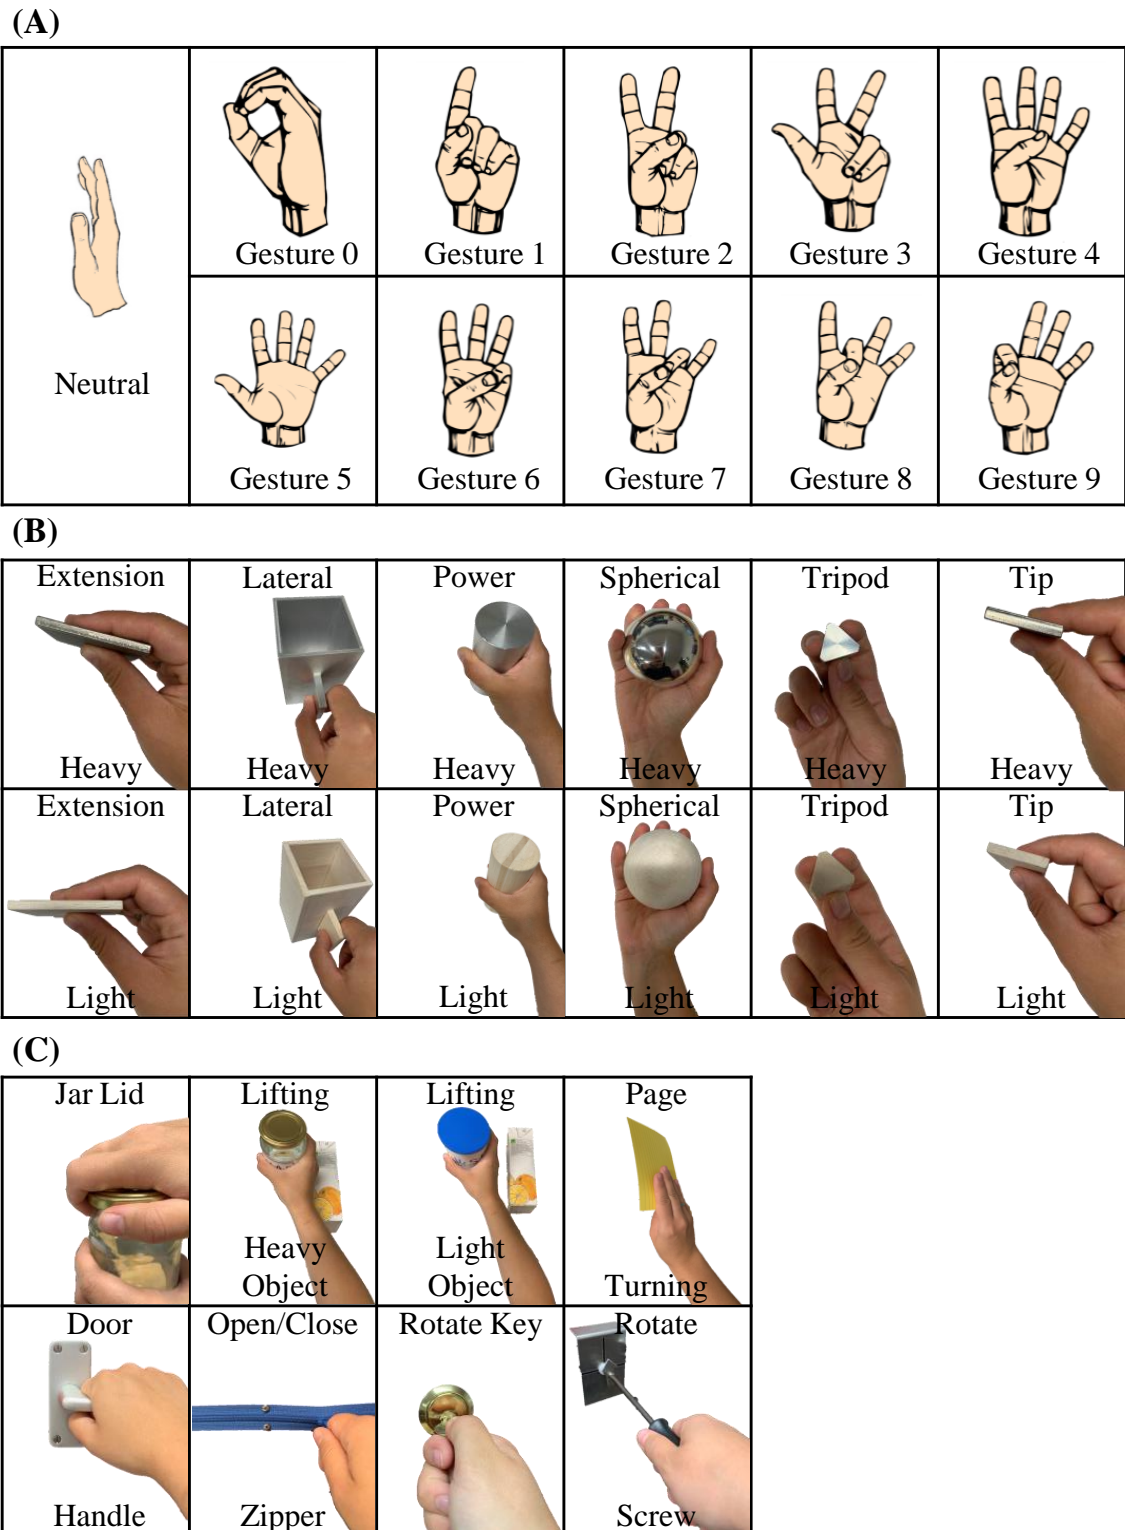 (A)
Neutral
Gesture 0
Gesture 1
Gesture 2
Gesture 3
Gesture 4
Gesture 5
Gesture 6
Gesture 7
Gesture 8
Gesture 9
(B)
Extension
Heavy
Lateral
Heavy
Power
Heavy
Spherical
Heavy
Tripod
Heavy
Tip
Heavy
Extension
Light
Lateral
Light
Power
Light
Spherical
Light
Tripod
Light
Tip
Light
(C)
Jar Lid
Lifting
Heavy
Object
Lifting
Light
Object
Page
Turning
Door
Handle
Open/Close
Zipper
Rotate Key
Rotate
Screw